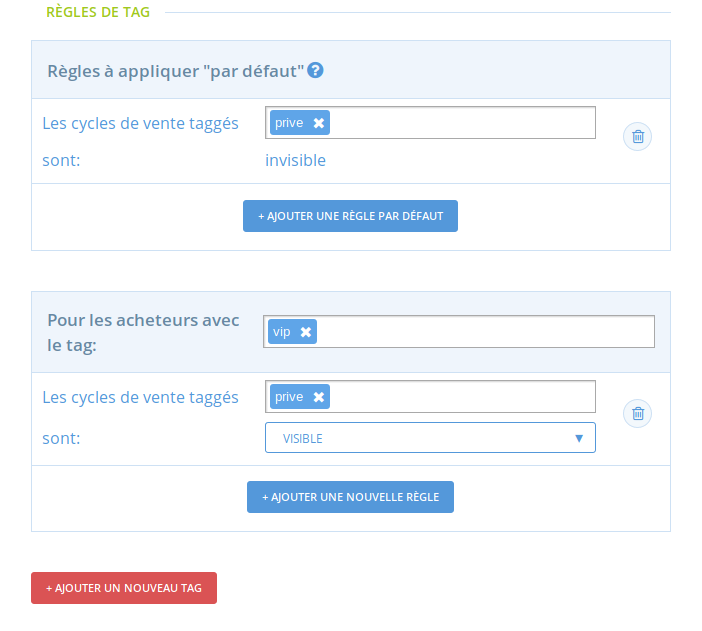 RÈGLES DE TAG
Règles à appliquer "par défaut" ?
Les cycles de vente taggés
prive ✖
sont:
invisible
+ AJOUTER UNE RÈGLE PAR DÉFAUT
Pour les acheteurs avec
le tag:
vip ✖
Les cycles de vente taggés
prive ✖
sont:
VISIBLE ▼
+ AJOUTER UNE NOUVELLE RÈGLE
+ AJOUTER UN NOUVEAU TAG